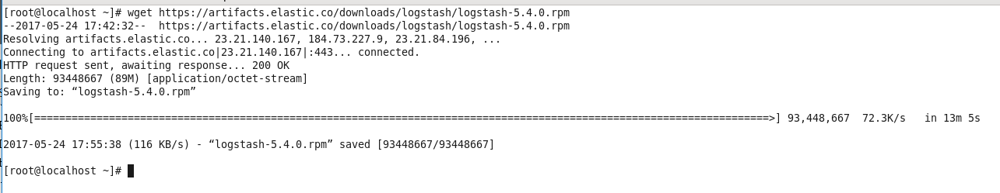 [root@localhost ~]# wget https://artifacts.elastic.co/downloads/logstash/logstash-5.4.0.rpm
--2017-05-24 17:42:32--  https://artifacts.elastic.co/downloads/logstash/logstash-5.4.0.rpm
Resolving artifacts.elastic.co... 23.21.140.167, 184.73.227.9, 23.21.84.196, ...
Connecting to artifacts.elastic.co|23.21.140.167|:443... connected.
HTTP request sent, awaiting response... 200 OK
Length: 93448667 (89M) [application/octet-stream]
Saving to: “logstash-5.4.0.rpm”
100%[======================================================================================================================>] 93,448,667  72.3K/s   in 13m 5s
2017-05-24 17:55:38 (116 KB/s) - “logstash-5.4.0.rpm” saved [93448667/93448667]
[root@localhost ~]#